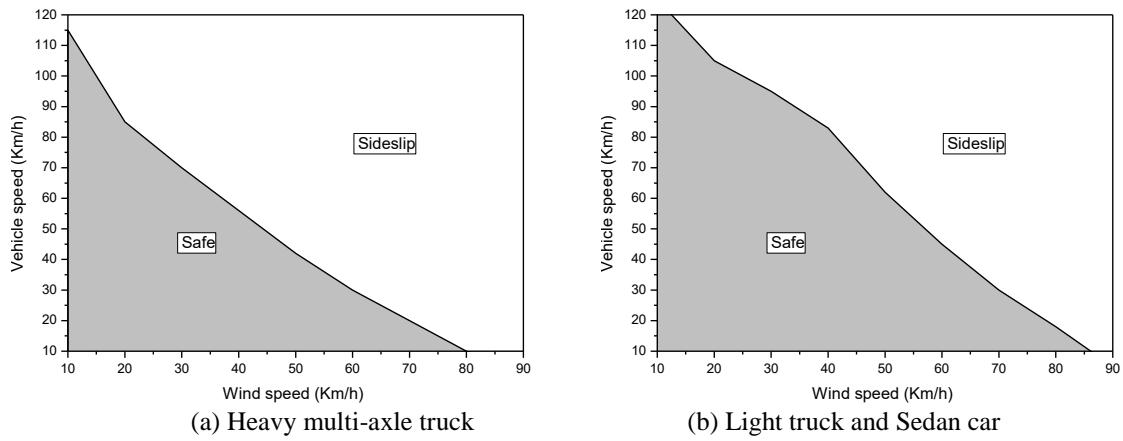 120
110
100
90
80
70
60
50
40
30
20
10
Vehicle speed (Km/h)
Sideslip
Safe
10 20 30 40 50 60 70 80 90
Wind speed (Km/h)
(a) Heavy multi-axle truck
120
110
100
90
80
70
60
50
40
30
20
10
Vehicle speed (Km/h)
Sideslip
Safe
10 20 30 40 50 60 70 80 90
Wind speed (Km/h)
(b) Light truck and Sedan car